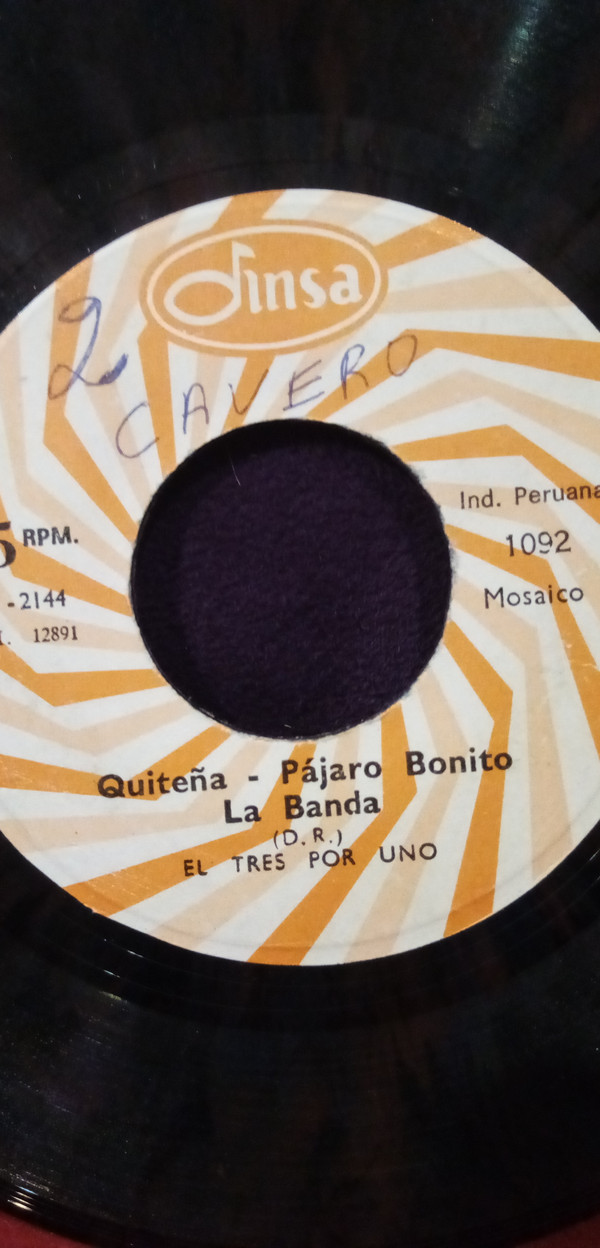 dinsa
2
CAVERO
5 RPM.
-2144
12891
Ind. Peruana
1092
Mosaico
Quiteña - Pájaro Bonito
La Banda
(D.R.)
EL TRES POR UNO